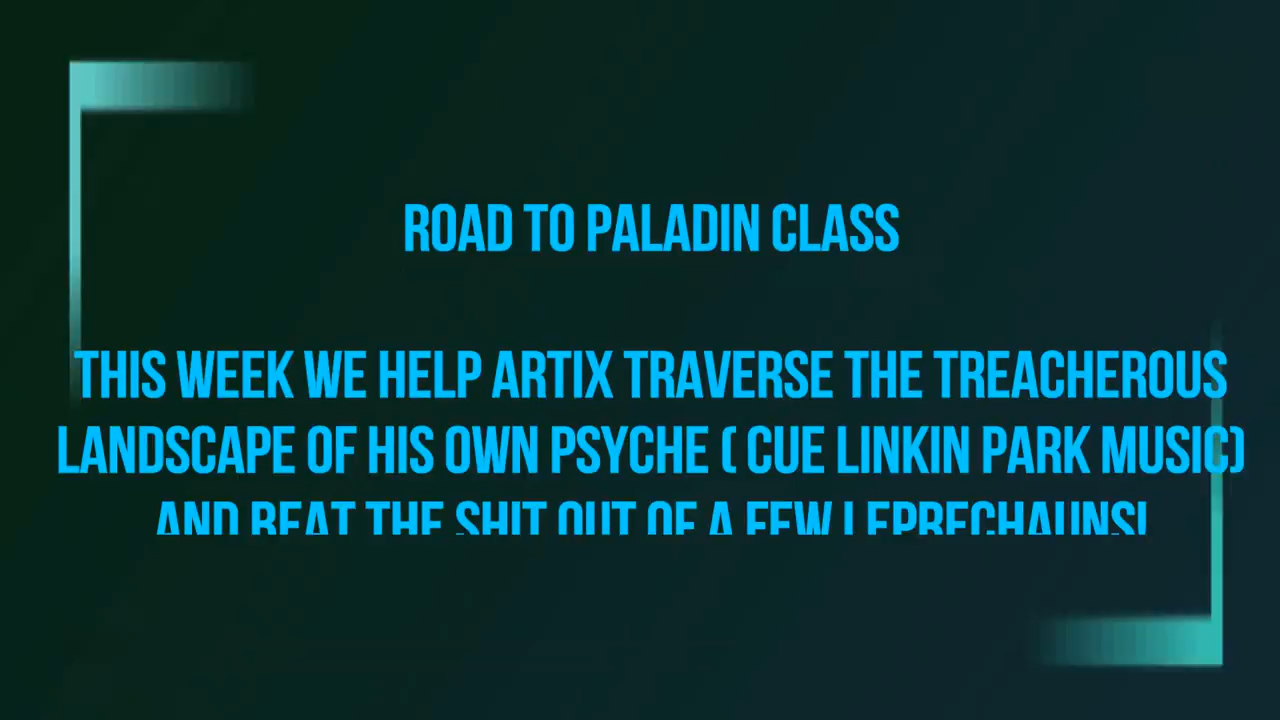 ROAD TO PALADIN CLASS
THIS WEEK WE HELP ARTIX TRAVERSE THE TREACHEROUS
LANDSCAPE OF HIS OWN PSYCHE ( CUE LINKIN PARK MUSIC)
AND BEAT THE SHIT OUT OF A FEW LEPRECHAUNS!